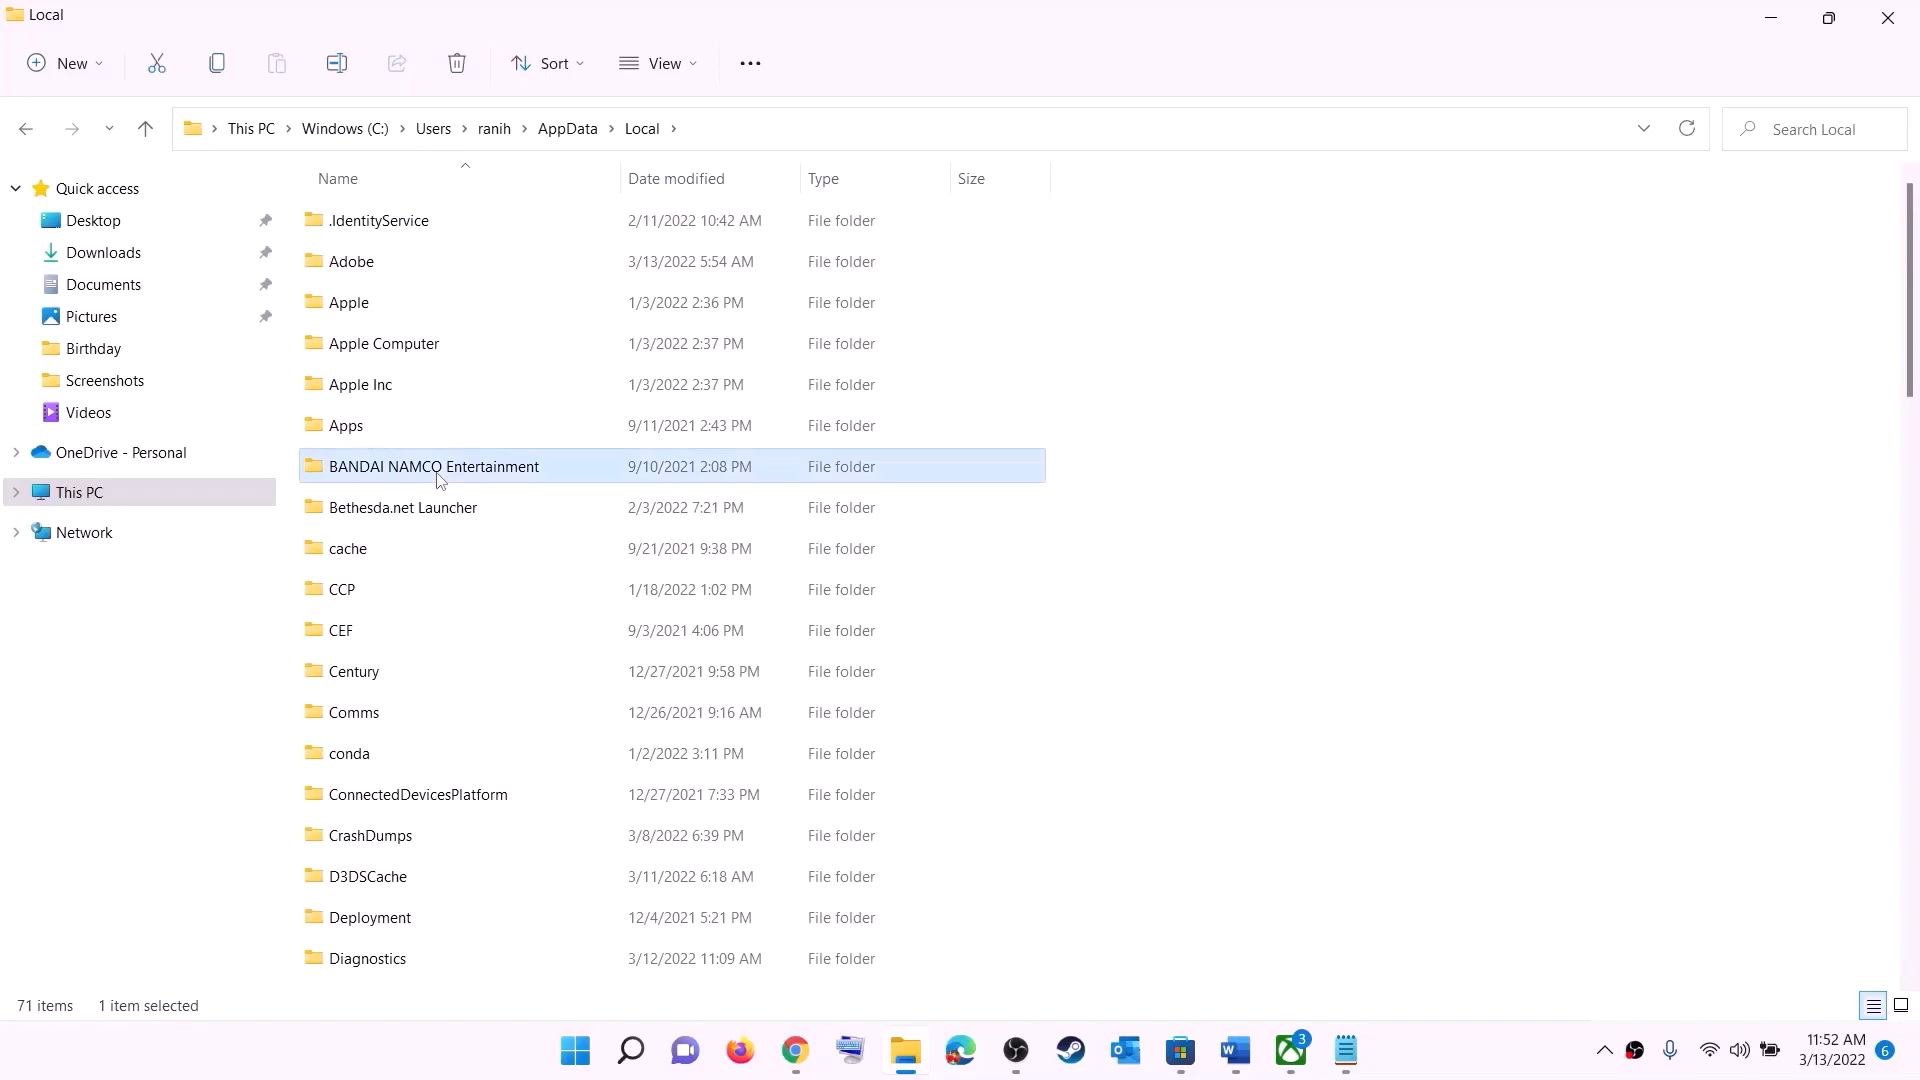 Local
New
Sort
View
This PC
Windows (C:)
Users
ranih
AppData
Local
Search Local
Quick access
Desktop
Downloads
Documents
Pictures
Birthday
Screenshots
Videos
OneDrive - Personal
This PC
Network
Name Date modified Type Size
.IdentityService 2/11/2022 10:42 AM File folder
Adobe 3/13/2022 5:54 AM File folder
Apple 1/3/2022 2:36 PM File folder
Apple Computer 1/3/2022 2:37 PM File folder
Apple Inc 1/3/2022 2:37 PM File folder
Apps 9/11/2021 2:43 PM File folder
BANDAI NAMCO Entertainment 9/10/2021 2:08 PM File folder
Bethesda.net Launcher 2/3/2022 7:21 PM File folder
cache 9/21/2021 9:38 PM File folder
CCP 1/18/2022 1:02 PM File folder
CEF 9/3/2021 4:06 PM File folder
Century 12/27/2021 9:58 PM File folder
Comms 12/26/2021 9:16 AM File folder
conda 1/2/2022 3:11 PM File folder
ConnectedDevicesPlatform 12/27/2021 7:33 PM File folder
CrashDumps 3/8/2022 6:39 PM File folder
D3DSCache 3/11/2022 6:18 AM File folder
Deployment 12/4/2021 5:21 PM File folder
Diagnostics 3/12/2022 11:09 AM File folder
71 items 1 item selected
3
11:52 AM
3/13/2022
6